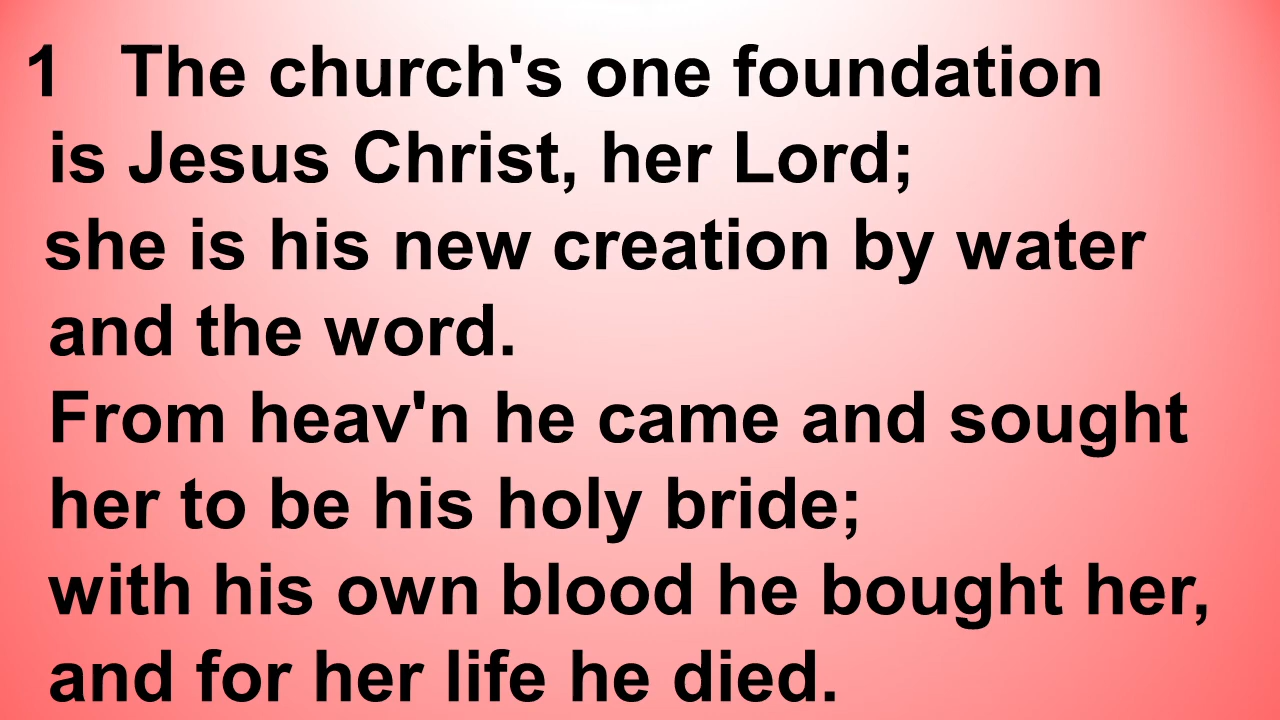 1 The church's one foundation
is Jesus Christ, her Lord;
she is his new creation by water
and the word.
From heav'n he came and sought
her to be his holy bride;
with his own blood he bought her,
and for her life he died.